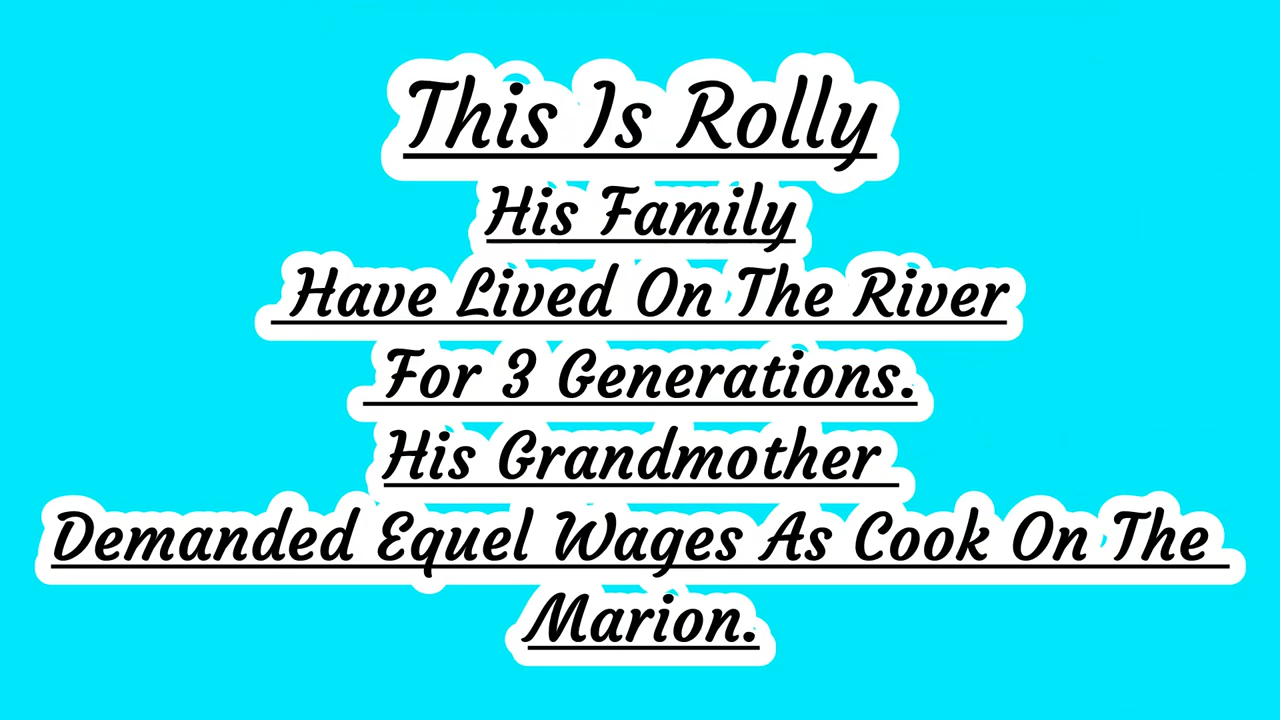 This Is Rolly
His Family
Have Lived On The River
For 3 Generations.
His Grandmother
Demanded Equel Wages As Cook On The
Marion.